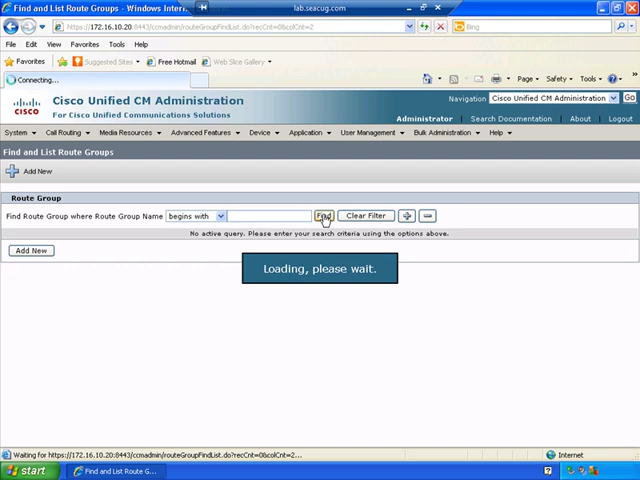 Find and List Route Groups - Windows Intern
lab.seacug.com
https://172.16.10.20:8443/ccmadmin/routeGroupFindList.do?recCnt=0&colCnt=2
Bing
File Edit View Favorites Tools Help
Favorites Suggested Sites Free Hotmail Web Slice Gallery
Connecting...
Page Safety Tools
cisco
Cisco Unified CM Administration
For Cisco Unified Communications Solutions
Navigation Cisco Unified CM Administration Go
Administrator Search Documentation About Logout
System Call Routing Media Resources Advanced Features Device Application User Management Bulk Administration Help
Find and List Route Groups
Add New
Route Group
Find Route Group where Route Group Name begins with Find Clear Filter
No active query. Please enter your search criteria using the options above.
Add New
Loading, please wait.
Waiting for https://172.16.10.20:8443/ccmadmin/routeGroupFindList.do?recCnt=0&colCnt=2... Internet
start Find and List Route G...